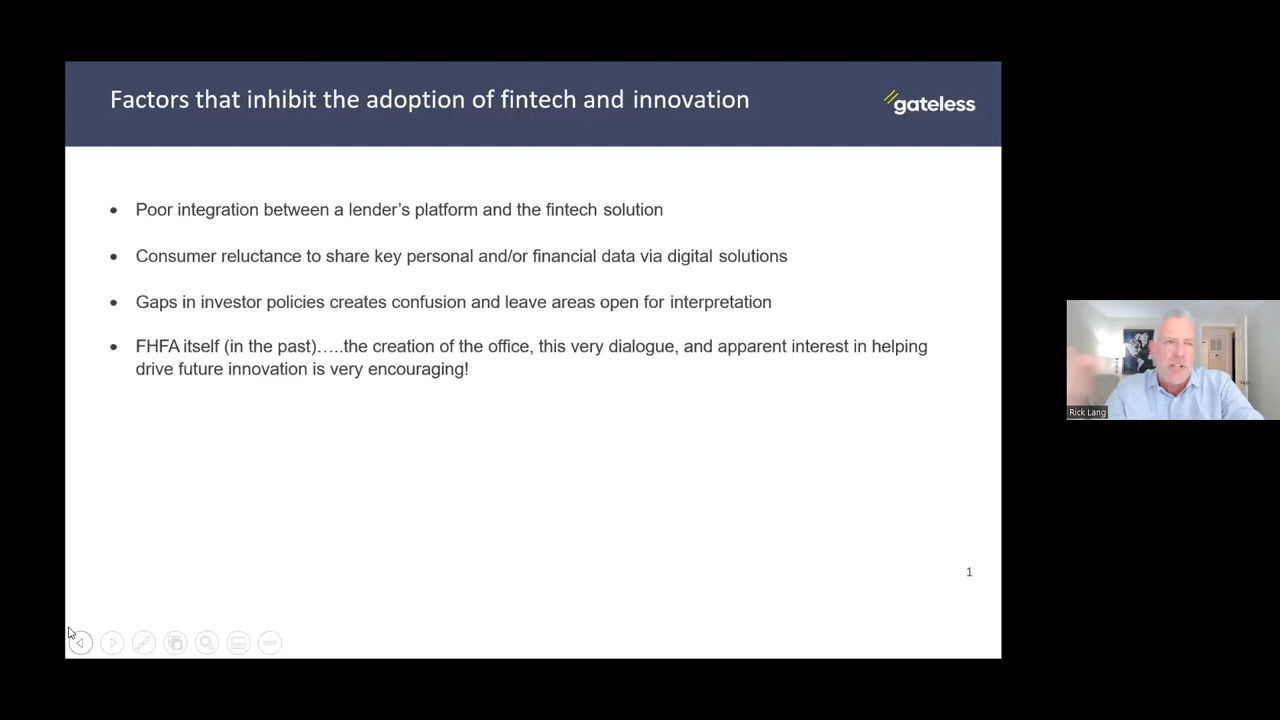 Factors that inhibit the adoption of fintech and innovation
gateless
Poor integration between a lender’s platform and the fintech solution
Consumer reluctance to share key personal and/or financial data via digital solutions
Gaps in investor policies creates confusion and leave areas open for interpretation
FHFA itself (in the past)…..the creation of the office, this very dialogue, and apparent interest in helping
drive future innovation is very encouraging!
1
Rick Lang